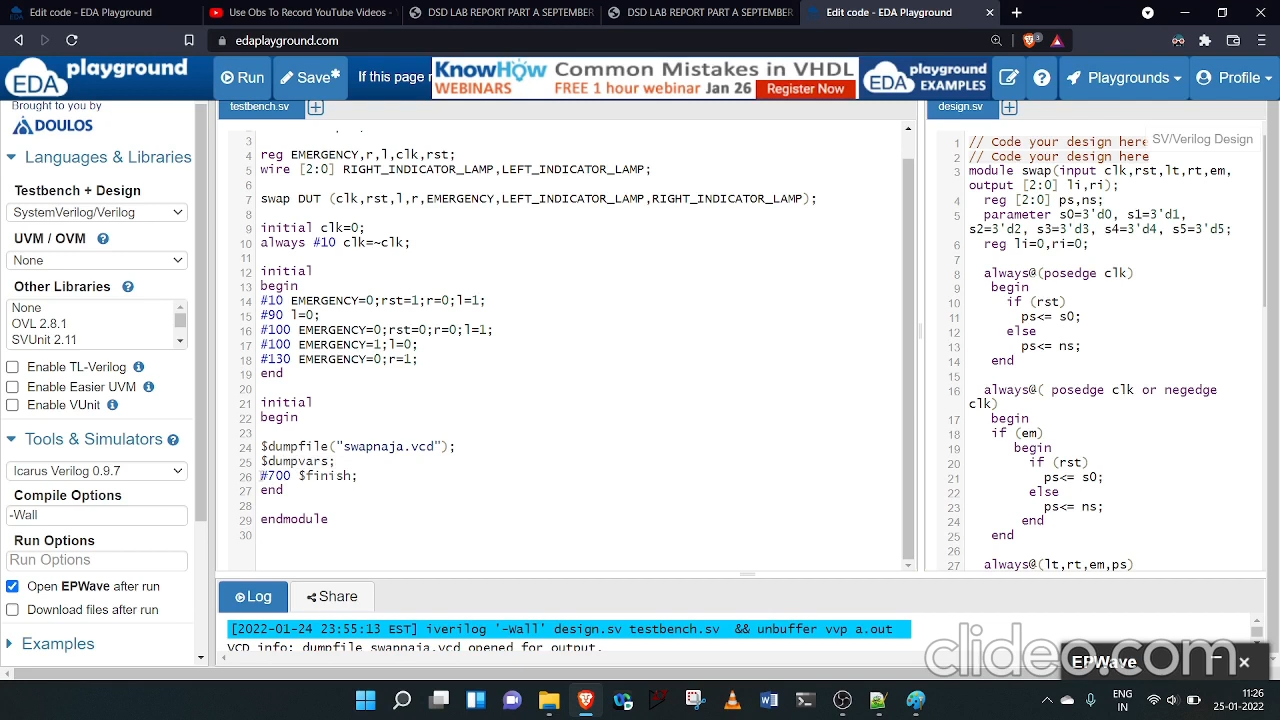 Edit code - EDA Playground
Use Obs To Record YouTube Videos -
DSD LAB REPORT PART A SEPTEMBER
DSD LAB REPORT PART A SEPTEMBER
Edit code - EDA Playground
edaplayground.com
EDA playground
Run
Save*
If this page r
KnowHow WEBINARS
Common Mistakes in VHDL
FREE 1 hour webinar Jan 26
Register Now
EDA playground EXAMPLES
Playgrounds
Profile
Brought to you by
DOULOS
Languages & Libraries
Testbench + Design
SystemVerilog/Verilog
UVM / OVM
None
Other Libraries
None
OVL 2.8.1
SVUnit 2.11
Enable TL-Verilog
Enable Easier UVM
Enable VUnit
Tools & Simulators
Icarus Verilog 0.9.7
Compile Options
-Wall
Run Options
Run Options
Open EPWave after run
Download files after run
Examples
testbench.sv
3
4 reg EMERGENCY,r,l,clk,rst;
5 wire [2:0] RIGHT_INDICATOR_LAMP,LEFT_INDICATOR_LAMP;
6
7 swap DUT (clk,rst,l,r,EMERGENCY,LEFT_INDICATOR_LAMP,RIGHT_INDICATOR_LAMP);
8
9 initial clk=0;
10 always #10 clk=~clk;
11
12 initial
13 begin
14 #10 EMERGENCY=0;rst=1;r=0;l=1;
15 #90 l=0;
16 #100 EMERGENCY=0;rst=0;r=0;l=1;
17 #100 EMERGENCY=1;l=0;
18 #130 EMERGENCY=0;r=1;
19 end
20
21 initial
22 begin
23
24 $dumpfile("swapnaja.vcd");
25 $dumpvars;
26 #700 $finish;
27 end
28
29 endmodule
30
design.sv
SV/Verilog Design
1 // Code your design here
2 // Code your design here
3 module swap(input clk,rst,lt,rt,em,
output [2:0] li,ri);
4 reg [2:0] ps,ns;
5 parameter s0=3'd0, s1=3'd1,
s2=3'd2, s3=3'd3, s4=3'd4, s5=3'd5;
6 reg li=0,ri=0;
7
8 always@(posedge clk)
9 begin
10 if (rst)
11 ps<= s0;
12 else
13 ps<= ns;
14 end
15
16 always@( posedge clk or negedge
clk)
17 begin
18 if (em)
19 begin
20 if (rst)
21 ps<= s0;
22 else
23 ps<= ns;
24 end
25 end
26
27 always@(lt,rt,em,ps)
Log
Share
[2022-01-24 23:55:13 EST] iverilog '-Wall' design.sv testbench.sv && unbuffer vvp a.out
VCD info: dumpfile swapnaja.vcd opened for output.
clideo.com
EPWave
ENG
IN
11:26
25-01-2022